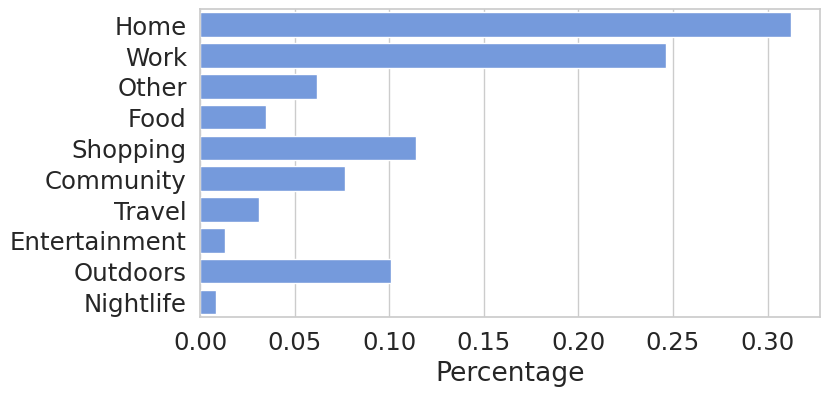 Home
Work
Other
Food
Shopping
Community
Travel
Entertainment
Outdoors
Nightlife
0.00 0.05 0.10 0.15 0.20 0.25 0.30
Percentage